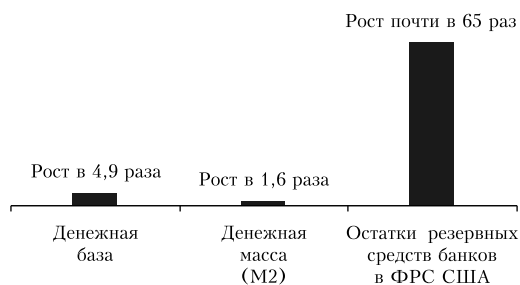 Рост почти в 65 раз
Рост в 4,9 раза
Рост в 1,6 раза
Денежная
база
Денежная
масса
(М2)
Остатки резервных
средств банков
в ФРС США